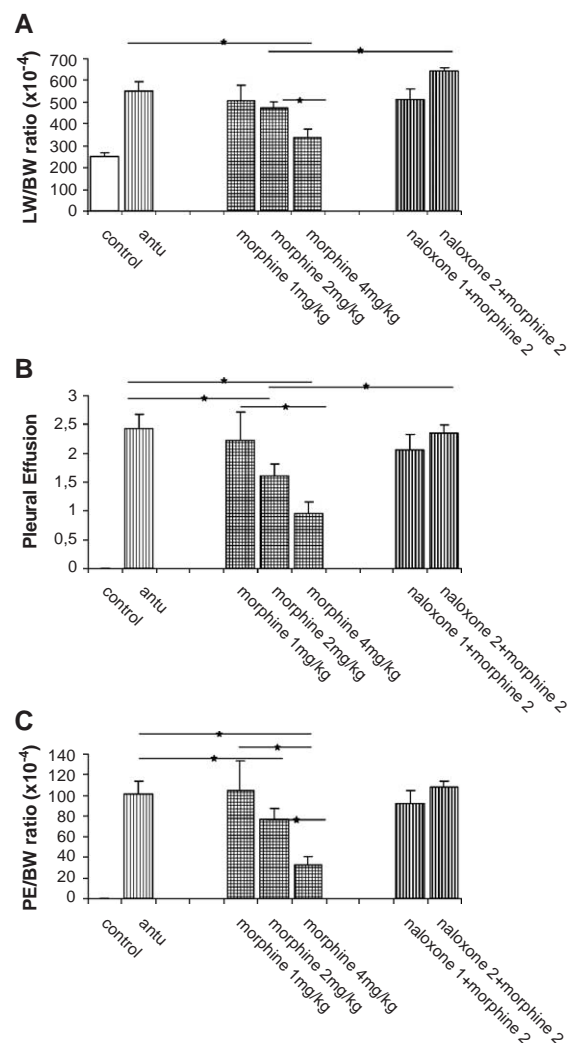 A
LW/BW ratio (x10-4)
700
600
500
400
300
200
100
0
control
antu
morphine 1mg/kg
morphine 2mg/kg
morphine 4mg/kg
naloxone 1+morphine 2
naloxone 2+morphine 2
B
Pleural Effusion
3
2,5
2
1,5
1
0,5
0
control
antu
morphine 1mg/kg
morphine 2mg/kg
morphine 4mg/kg
naloxone 1+morphine 2
naloxone 2+morphine 2
C
PE/BW ratio (x10-4)
140
120
100
80
60
40
20
0
control
antu
morphine 1mg/kg
morphine 2mg/kg
morphine 4mg/kg
naloxone 1+morphine 2
naloxone 2+morphine 2